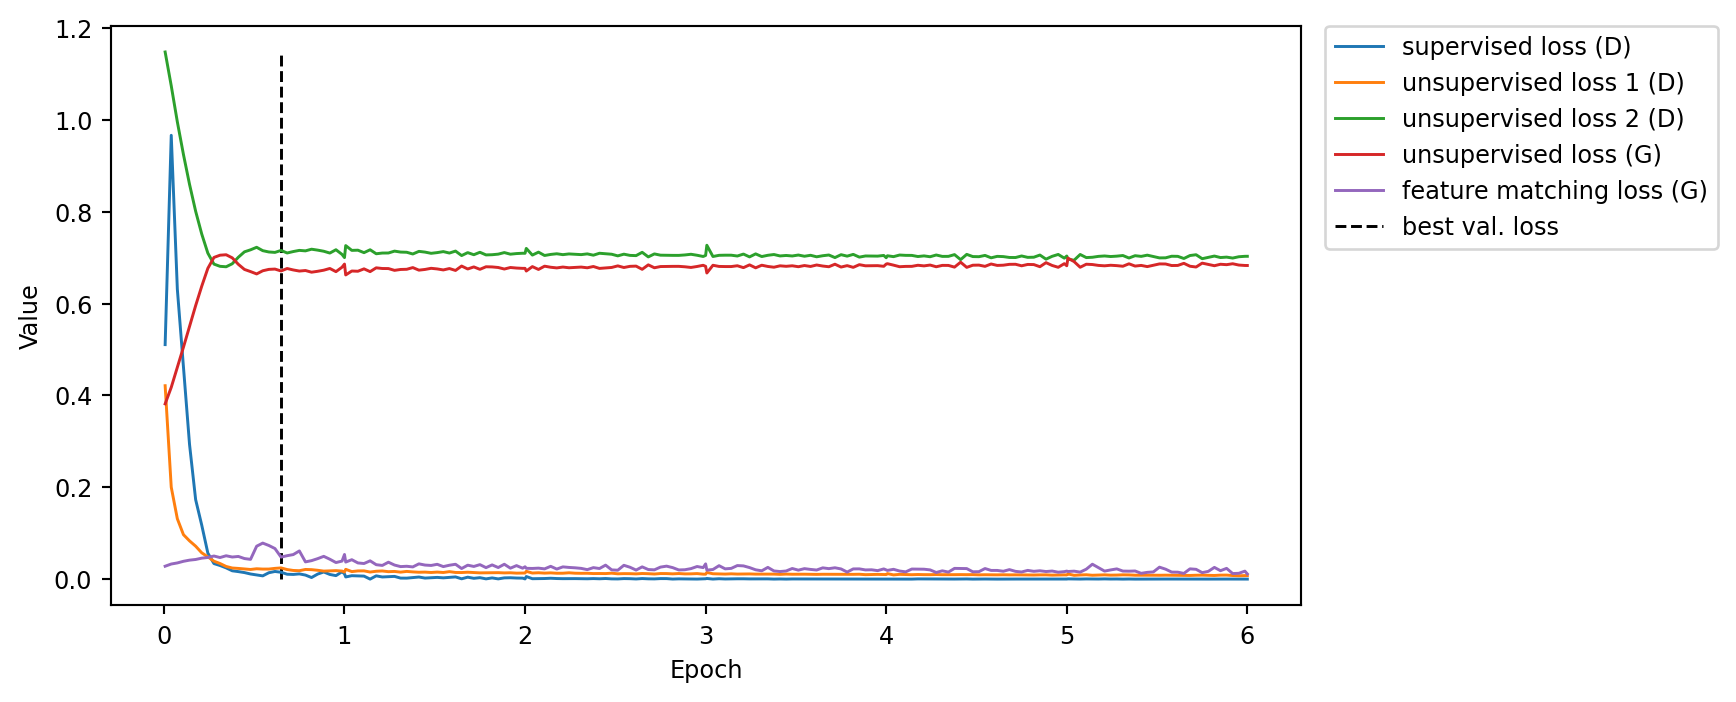 1.2
1.0
0.8
0.6
0.4
0.2
0.0
Value
0 1 2 3 4 5 6
Epoch
supervised loss (D)
unsupervised loss 1 (D)
unsupervised loss 2 (D)
unsupervised loss (G)
feature matching loss (G)
best val. loss